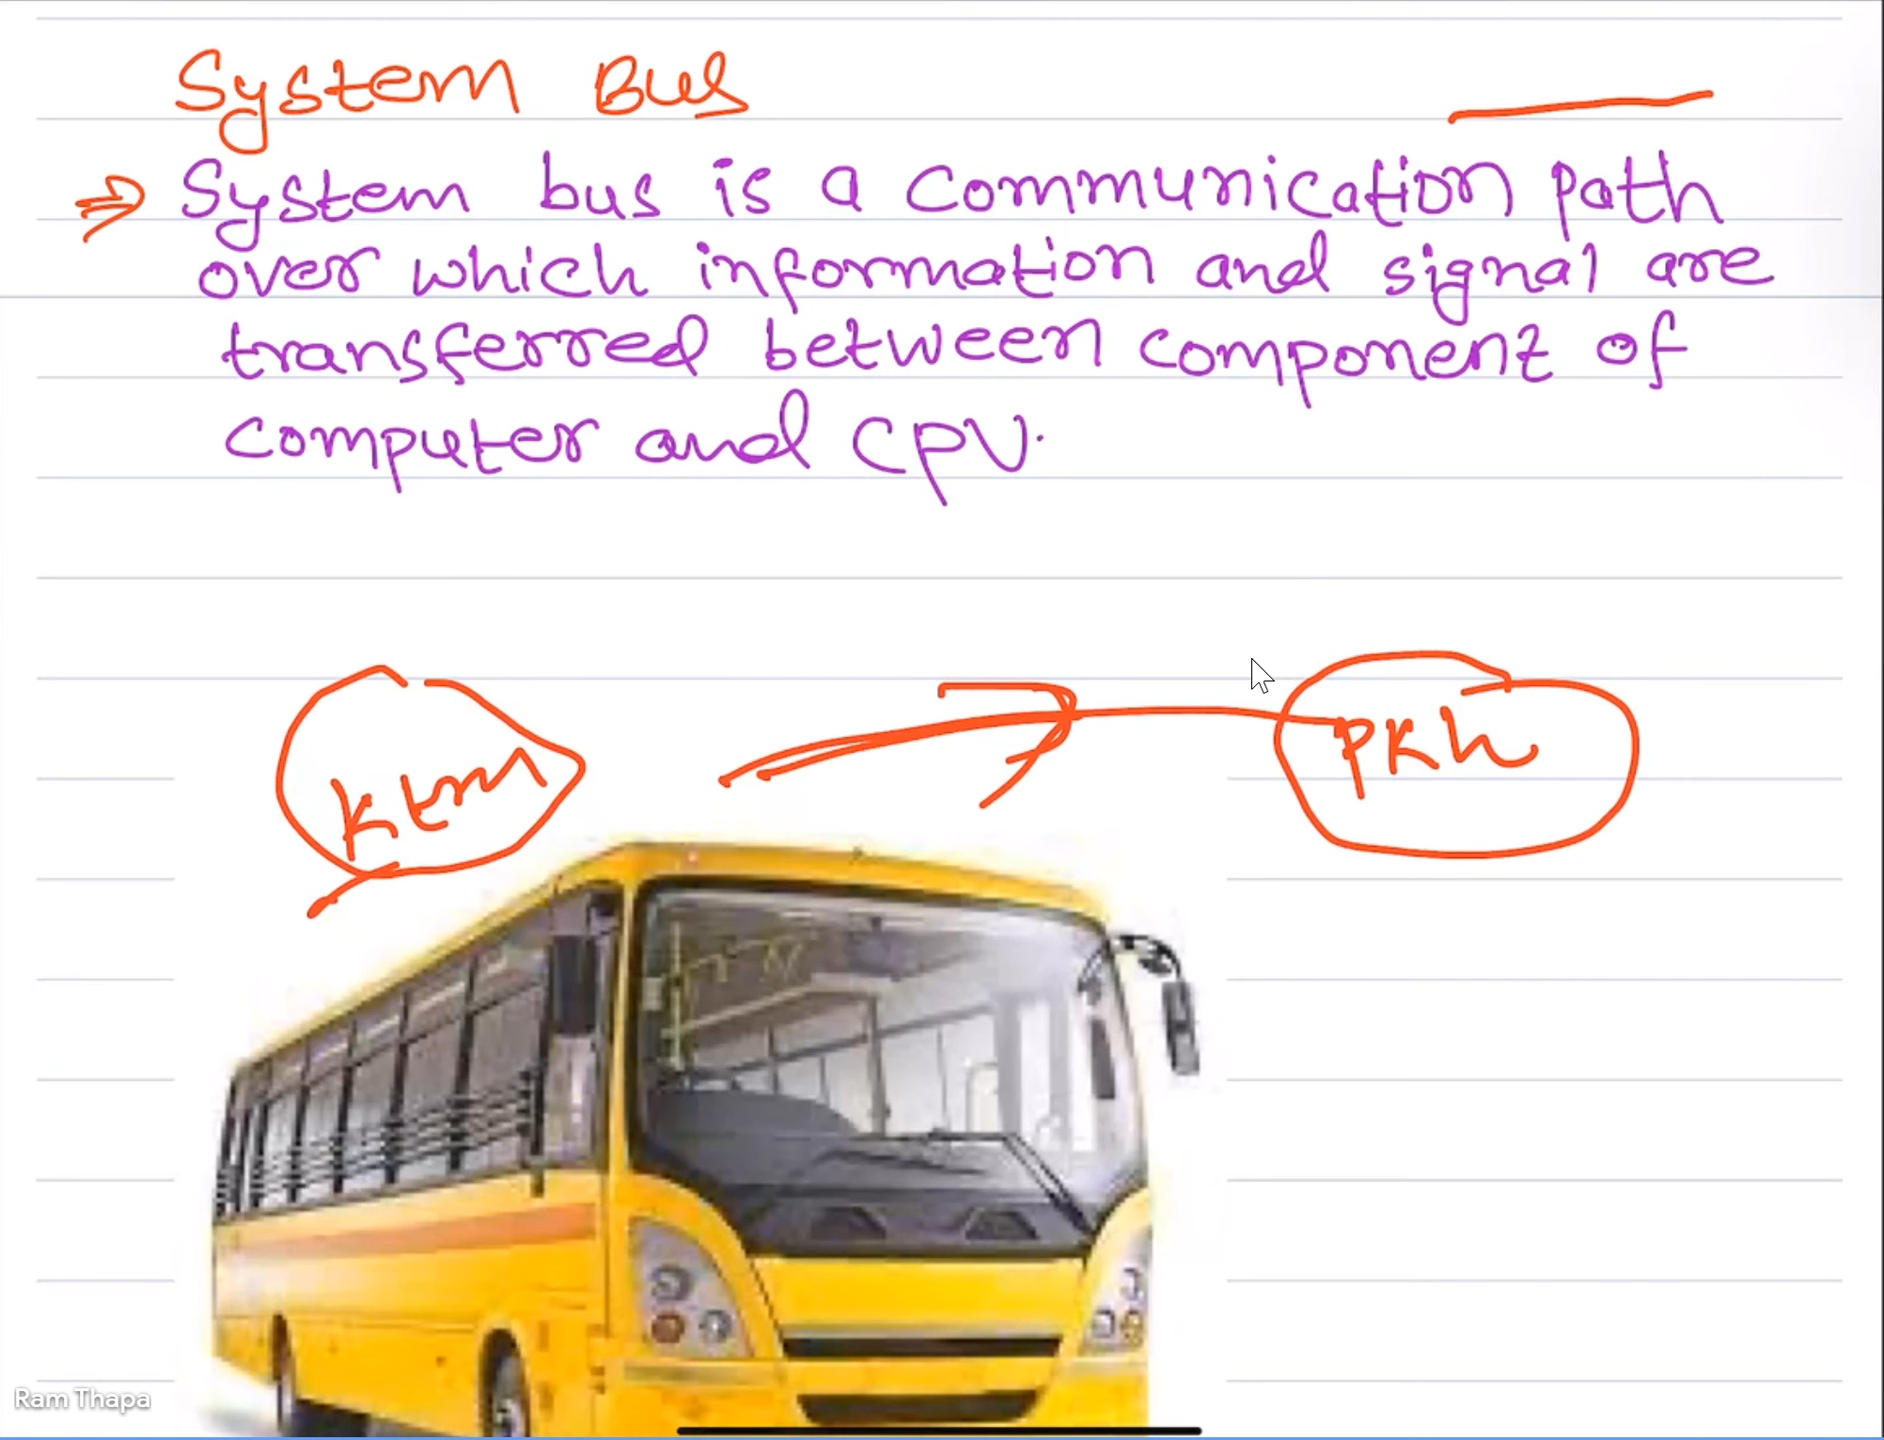 System Bus
⇒ System bus is a communication path
over which information and signal are
transferred between component of
computer and CPU.
Ktm
PKh
Ram Thapa